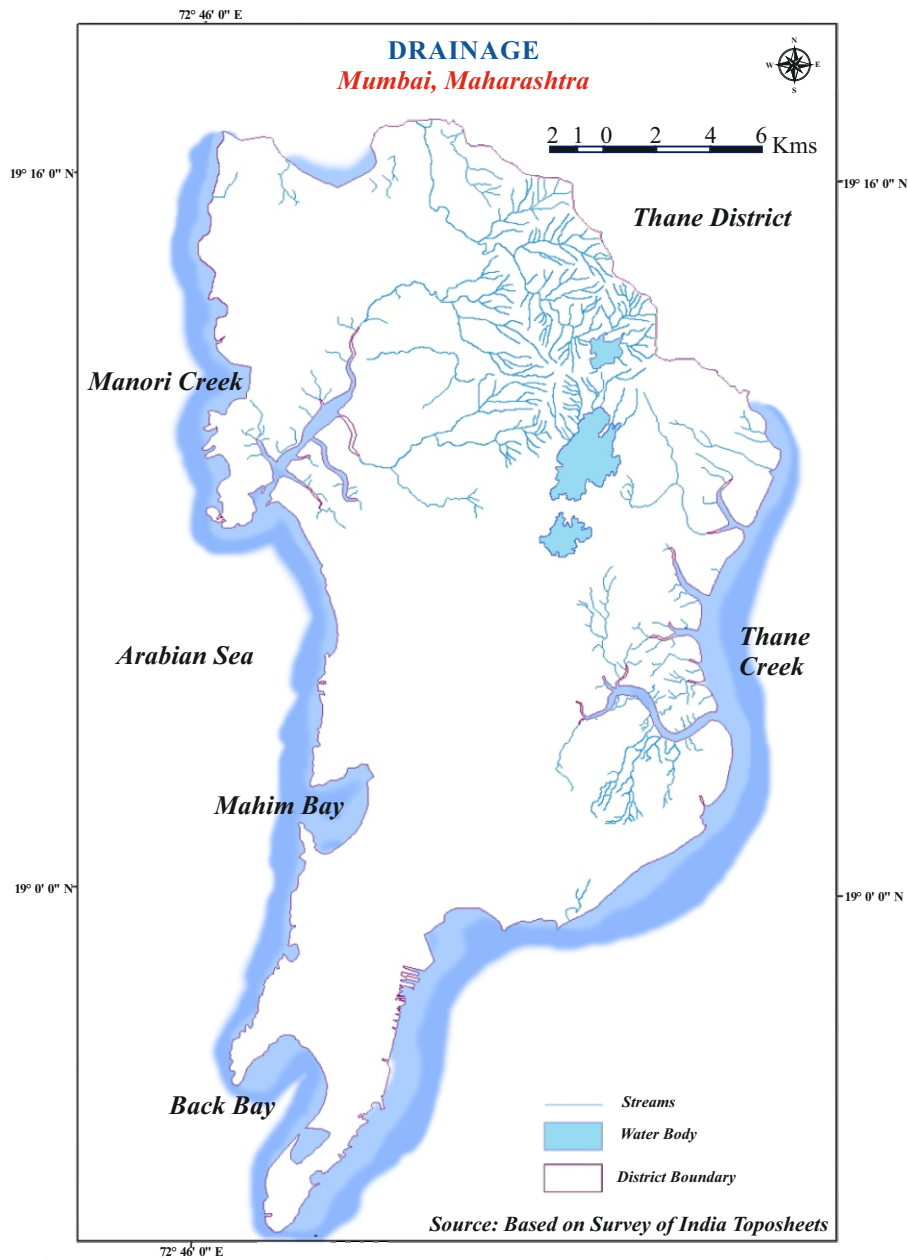 72° 46' 0" E
DRAINAGE
Mumbai, Maharashtra
N
W E
S
2 1 0 2 4 6 Kms
19° 16' 0" N
19° 16' 0" N
Thane District
Manori Creek
Arabian Sea
Thane
Creek
Mahim Bay
19° 0' 0" N
19° 0' 0" N
Back Bay
Streams
Water Body
District Boundary
Source: Based on Survey of India Toposheets
72° 46' 0 E